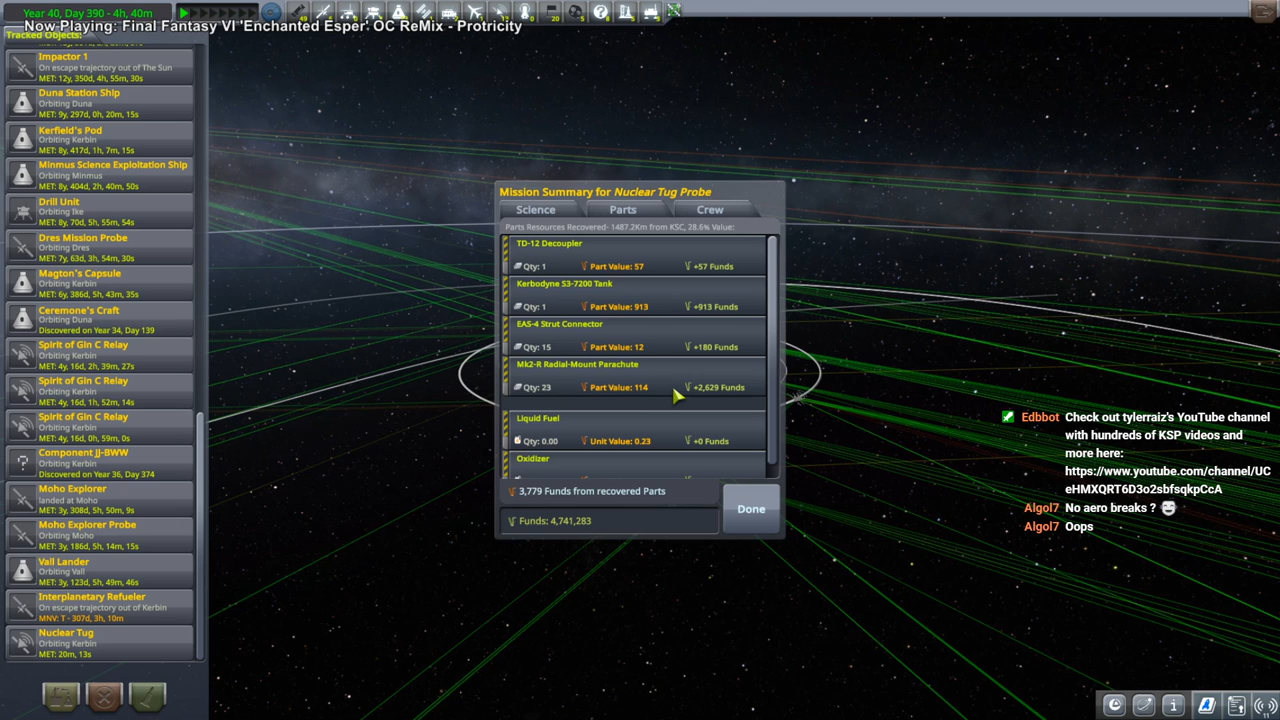 Year 40, Day 390 - 4h, 40m
Now Playing: Final Fantasy VI 'Enchanted Esper' OC ReMix - Protricity
Tracked Objects:
Impactor 1
On escape trajectory out of The Sun
MET: 12y, 350d, 4h, 55m, 30s
Duna Station Ship
Orbiting Duna
MET: 9y, 297d, 0h, 20m, 15s
Kerfield's Pod
Orbiting Kerbin
MET: 8y, 417d, 1h, 7m, 15s
Minmus Science Exploitation Ship
Orbiting Minmus
MET: 8y, 404d, 2h, 40m, 50s
Drill Unit
Orbiting Ike
MET: 8y, 70d, 5h, 55m, 54s
Dres Mission Probe
Orbiting Dres
MET: 7y, 63d, 3h, 54m, 30s
Magton's Capsule
Orbiting Kerbin
MET: 6y, 386d, 5h, 43m, 35s
Ceremone's Craft
Orbiting Duna
Discovered on Year 34, Day 139
Spirit of Gin C Relay
Orbiting Kerbin
MET: 4y, 16d, 2h, 39m, 27s
Spirit of Gin C Relay
Orbiting Kerbin
MET: 4y, 16d, 1h, 52m, 14s
Spirit of Gin C Relay
Orbiting Kerbin
MET: 4y, 16d, 0h, 59m, 0s
Component JJ-BWW
Orbiting Kerbin
Discovered on Year 36, Day 374
Moho Explorer
landed at Moho
MET: 3y, 308d, 5h, 50m, 9s
Moho Explorer Probe
Orbiting Moho
MET: 3y, 186d, 5h, 14m, 15s
Vall Lander
Orbiting Vall
MET: 3y, 123d, 5h, 49m, 46s
Interplanetary Refueler
On escape trajectory out of Kerbin
MNV: T - 307d, 3h, 10m
Nuclear Tug
Orbiting Kerbin
MET: 20m, 13s
Mission Summary for Nuclear Tug Probe
Science Parts Crew
Parts Resources Recovered- 1487.2Km from KSC, 28.6% Value:
TD-12 Decoupler
Qty: 1 Part Value: 57 +57 Funds
Kerbodyne S3-7200 Tank
Qty: 1 Part Value: 913 +913 Funds
EAS-4 Strut Connector
Qty: 15 Part Value: 12 +180 Funds
Mk2-R Radial-Mount Parachute
Qty: 23 Part Value: 114 +2,629 Funds
Liquid Fuel
Qty: 0.00 Unit Value: 0.23 +0 Funds
Oxidizer
3,779 Funds from recovered Parts
Funds: 4,741,283
Done
Edbbot Check out tylerraiz's YouTube channel
with hundreds of KSP videos and
more here:
https://www.youtube.com/channel/UC
eHMXQRT6D3o2sbfsqkpCcA
Algol7 No aero breaks ?
Algol7 Oops